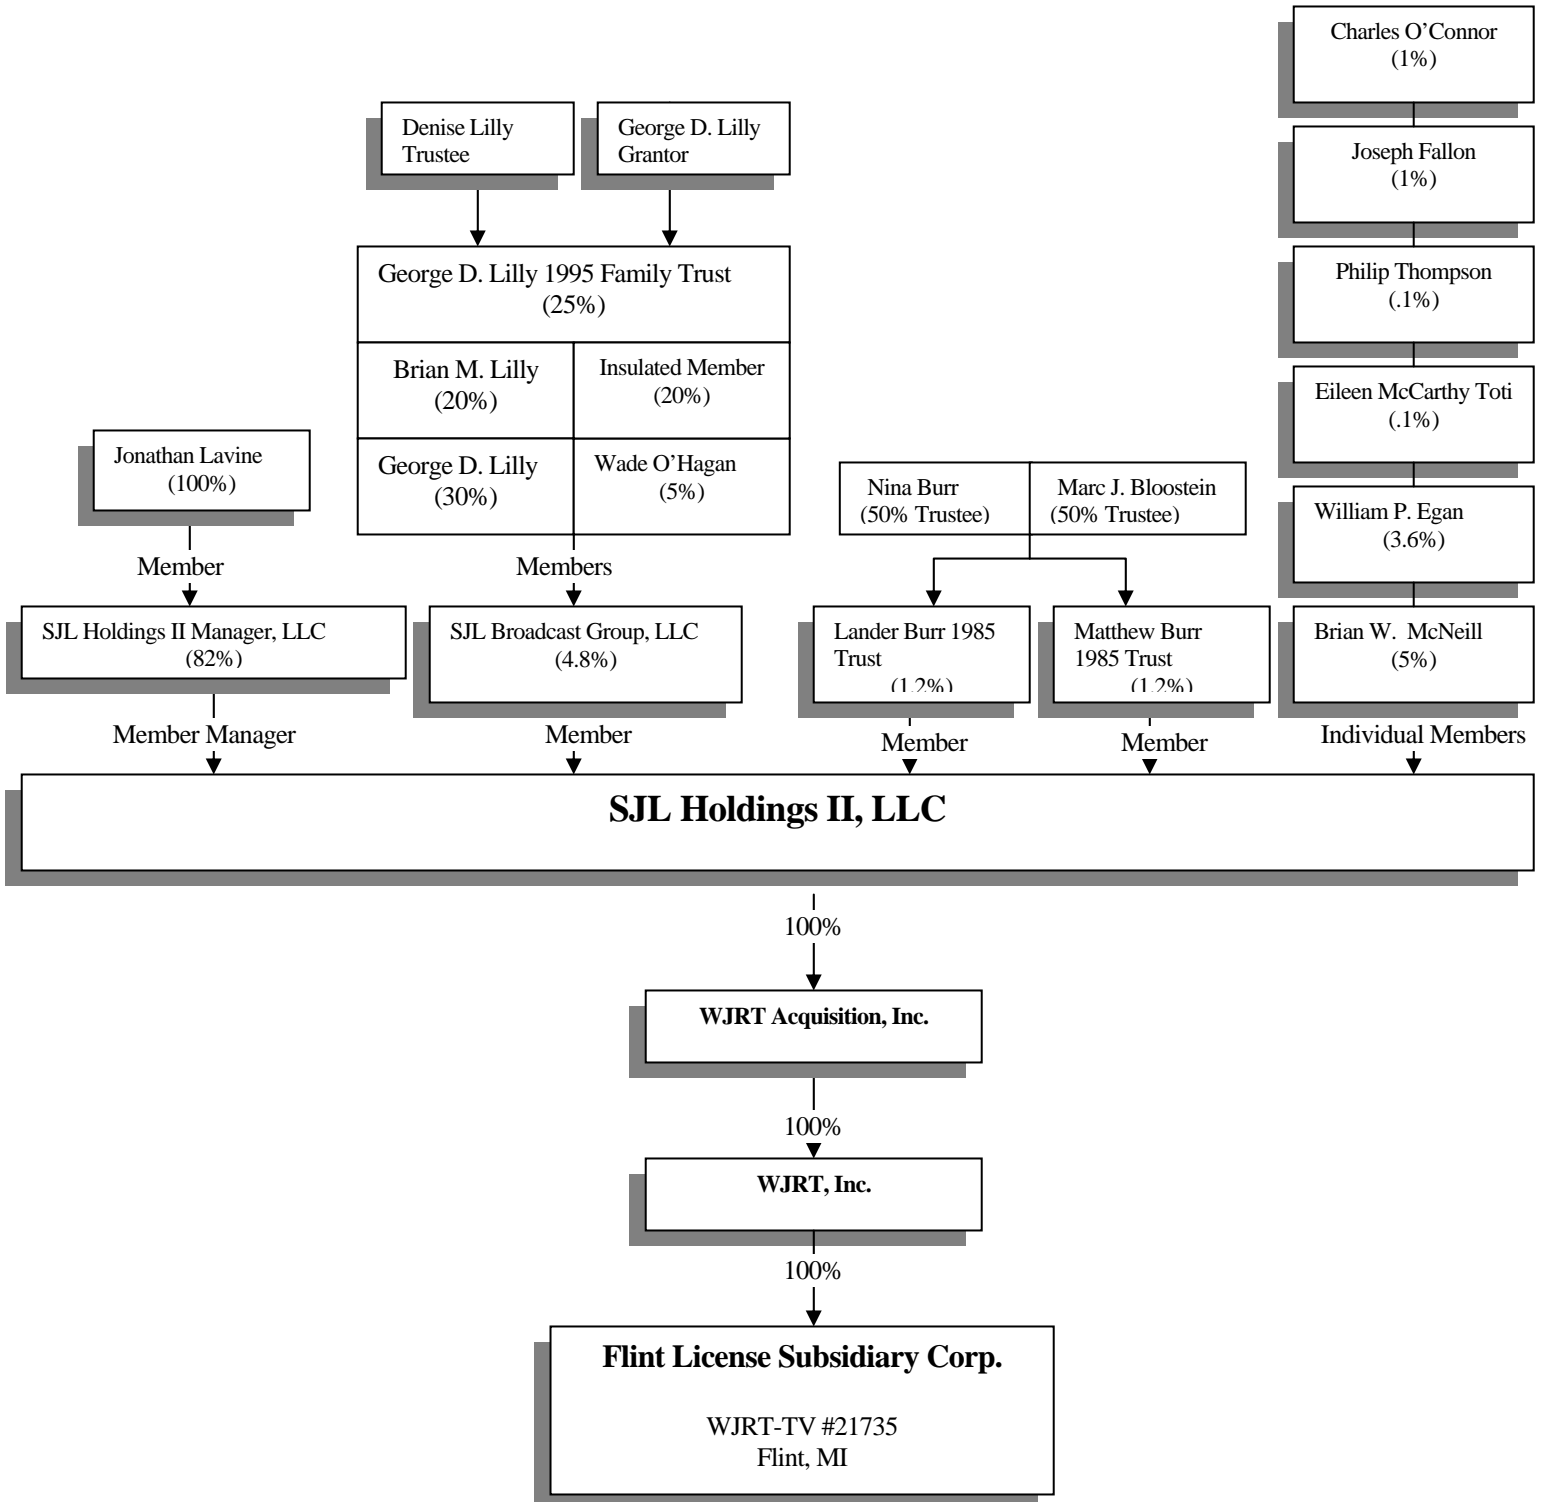 Charles O’Connor
(1%)
Denise Lilly
Trustee
George D. Lilly
Grantor
Joseph Fallon
(1%)
George D. Lilly 1995 Family Trust
(25%)
Philip Thompson
(.1%)
Brian M. Lilly
(20%)
Insulated Member
(20%)
Eileen McCarthy Toti
(.1%)
Jonathan Lavine
(100%)
George D. Lilly
(30%)
Wade O’Hagan
(5%)
Nina Burr
(50% Trustee)
Marc J. Bloostein
(50% Trustee)
William P. Egan
(3.6%)
Member
Members
SJL Holdings II Manager, LLC
(82%)
SJL Broadcast Group, LLC
(4.8%)
Lander Burr 1985
Trust
(1.2%)
Matthew Burr
1985 Trust
(1.2%)
Brian W. McNeill
(5%)
Member Manager
Member
Member
Member
Individual Members
SJL Holdings II, LLC
100%
WJRT Acquisition, Inc.
100%
WJRT, Inc.
100%
Flint License Subsidiary Corp.
WJRT-TV #21735
Flint, MI